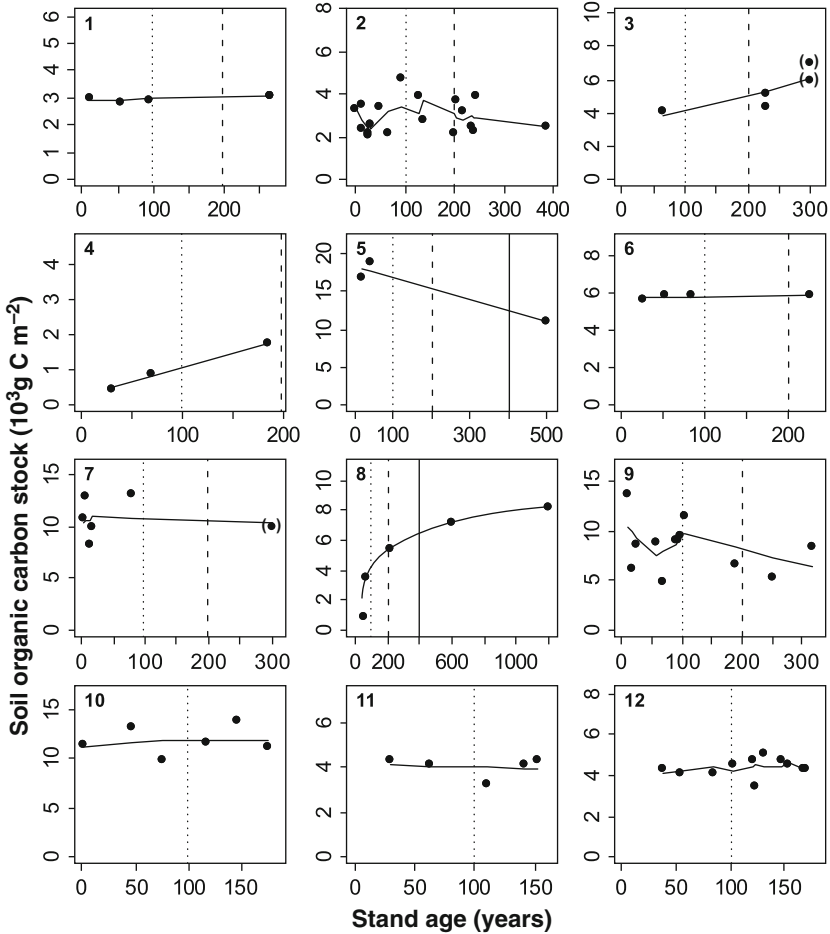 Soil organic carbon stock (10³g C m⁻²)
1
0 1 2 3 4 5 6
0 100 200
2
0 2 4 6 8
0 100 200 300 400
3
( )
( )
0 2 4 6 8 10
0 100 200 300
4
0 1 2 3 4
0 100 200
5
0 5 10 15 20
0 100 300 500
6
0 2 4 6 8
0 100 200
7
( )
0 5 10 15
0 100 200 300
8
0 2 4 6 8 10
0 200 600 1000
9
0 5 10 15
0 100 200 300
10
0 5 10 15
0 50 100 150
11
0 2 4 6
0 50 100 150
12
0 2 4 6 8
0 50 100 150
Stand age (years)